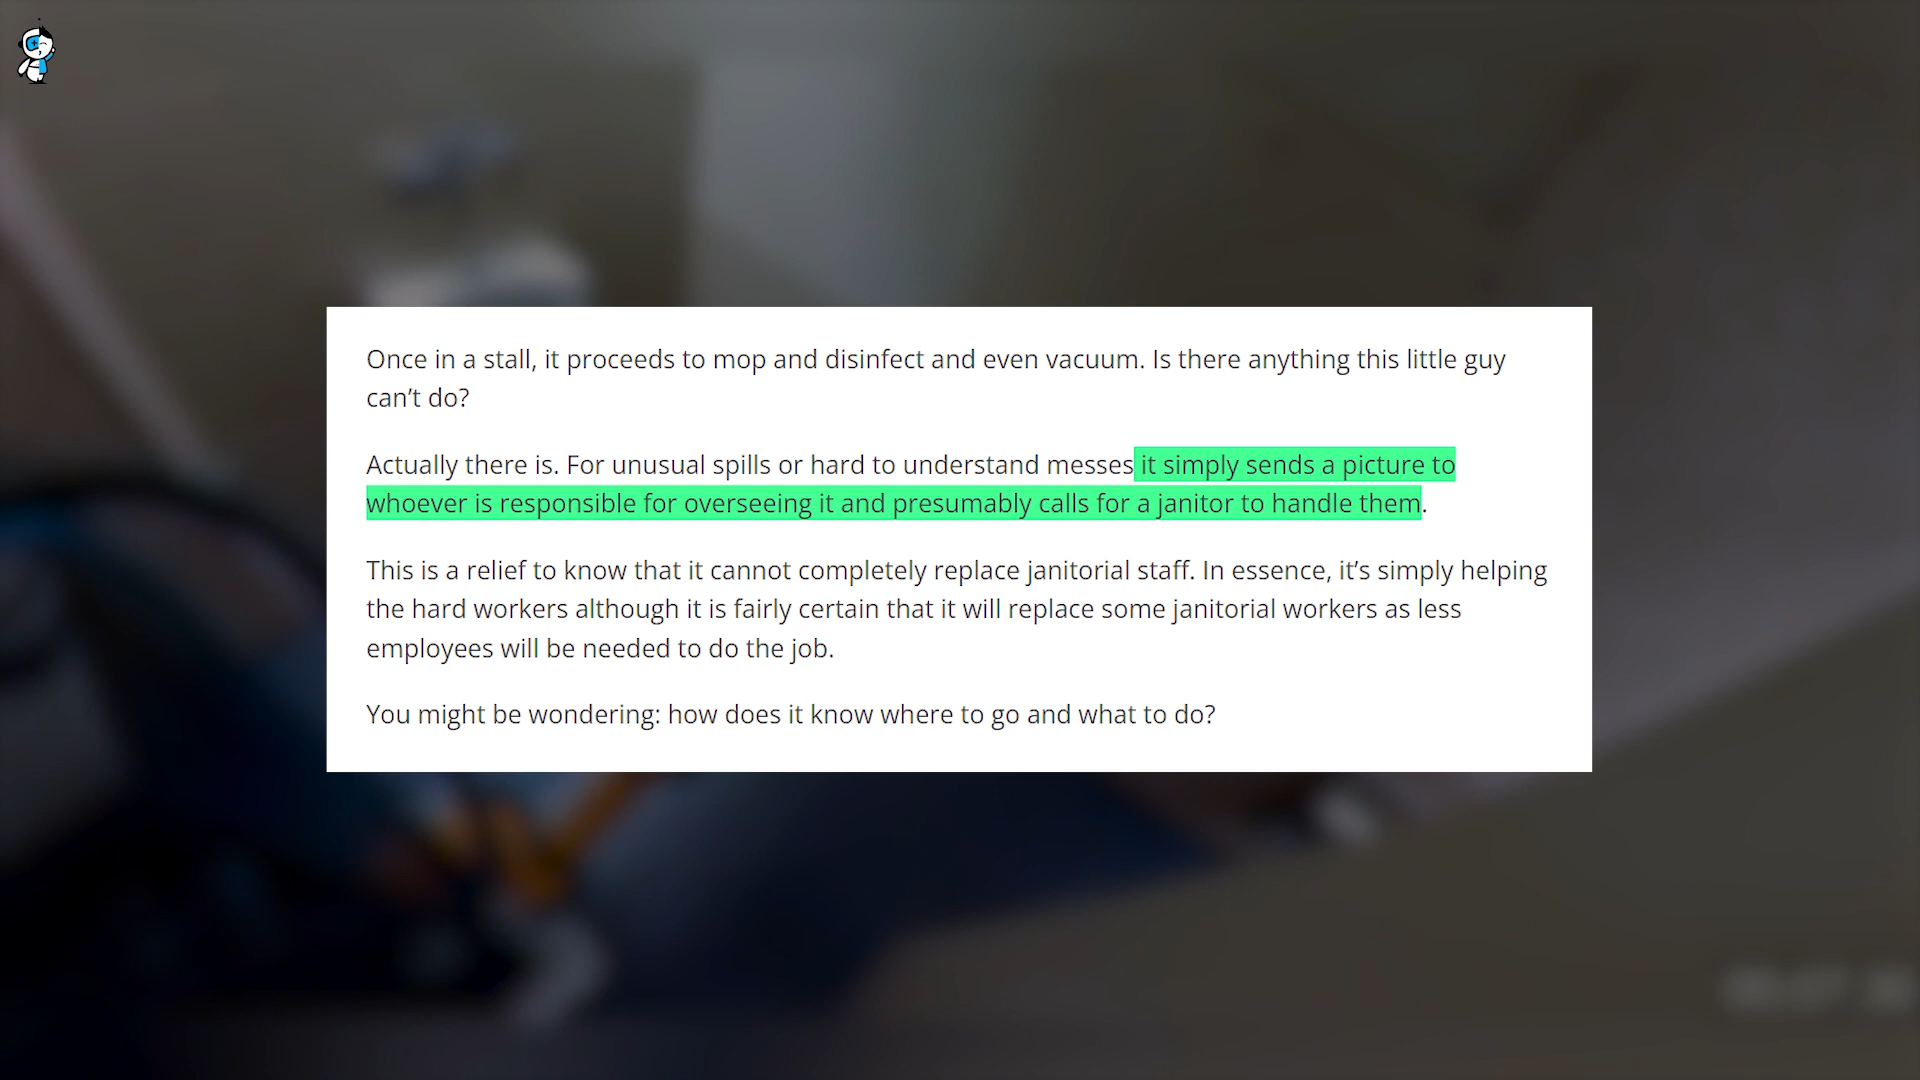 Once in a stall, it proceeds to mop and disinfect and even vacuum. Is there anything this little guy
can’t do?
Actually there is. For unusual spills or hard to understand messes it simply sends a picture to
whoever is responsible for overseeing it and presumably calls for a janitor to handle them.
This is a relief to know that it cannot completely replace janitorial staff. In essence, it’s simply helping
the hard workers although it is fairly certain that it will replace some janitorial workers as less
employees will be needed to do the job.
You might be wondering: how does it know where to go and what to do?